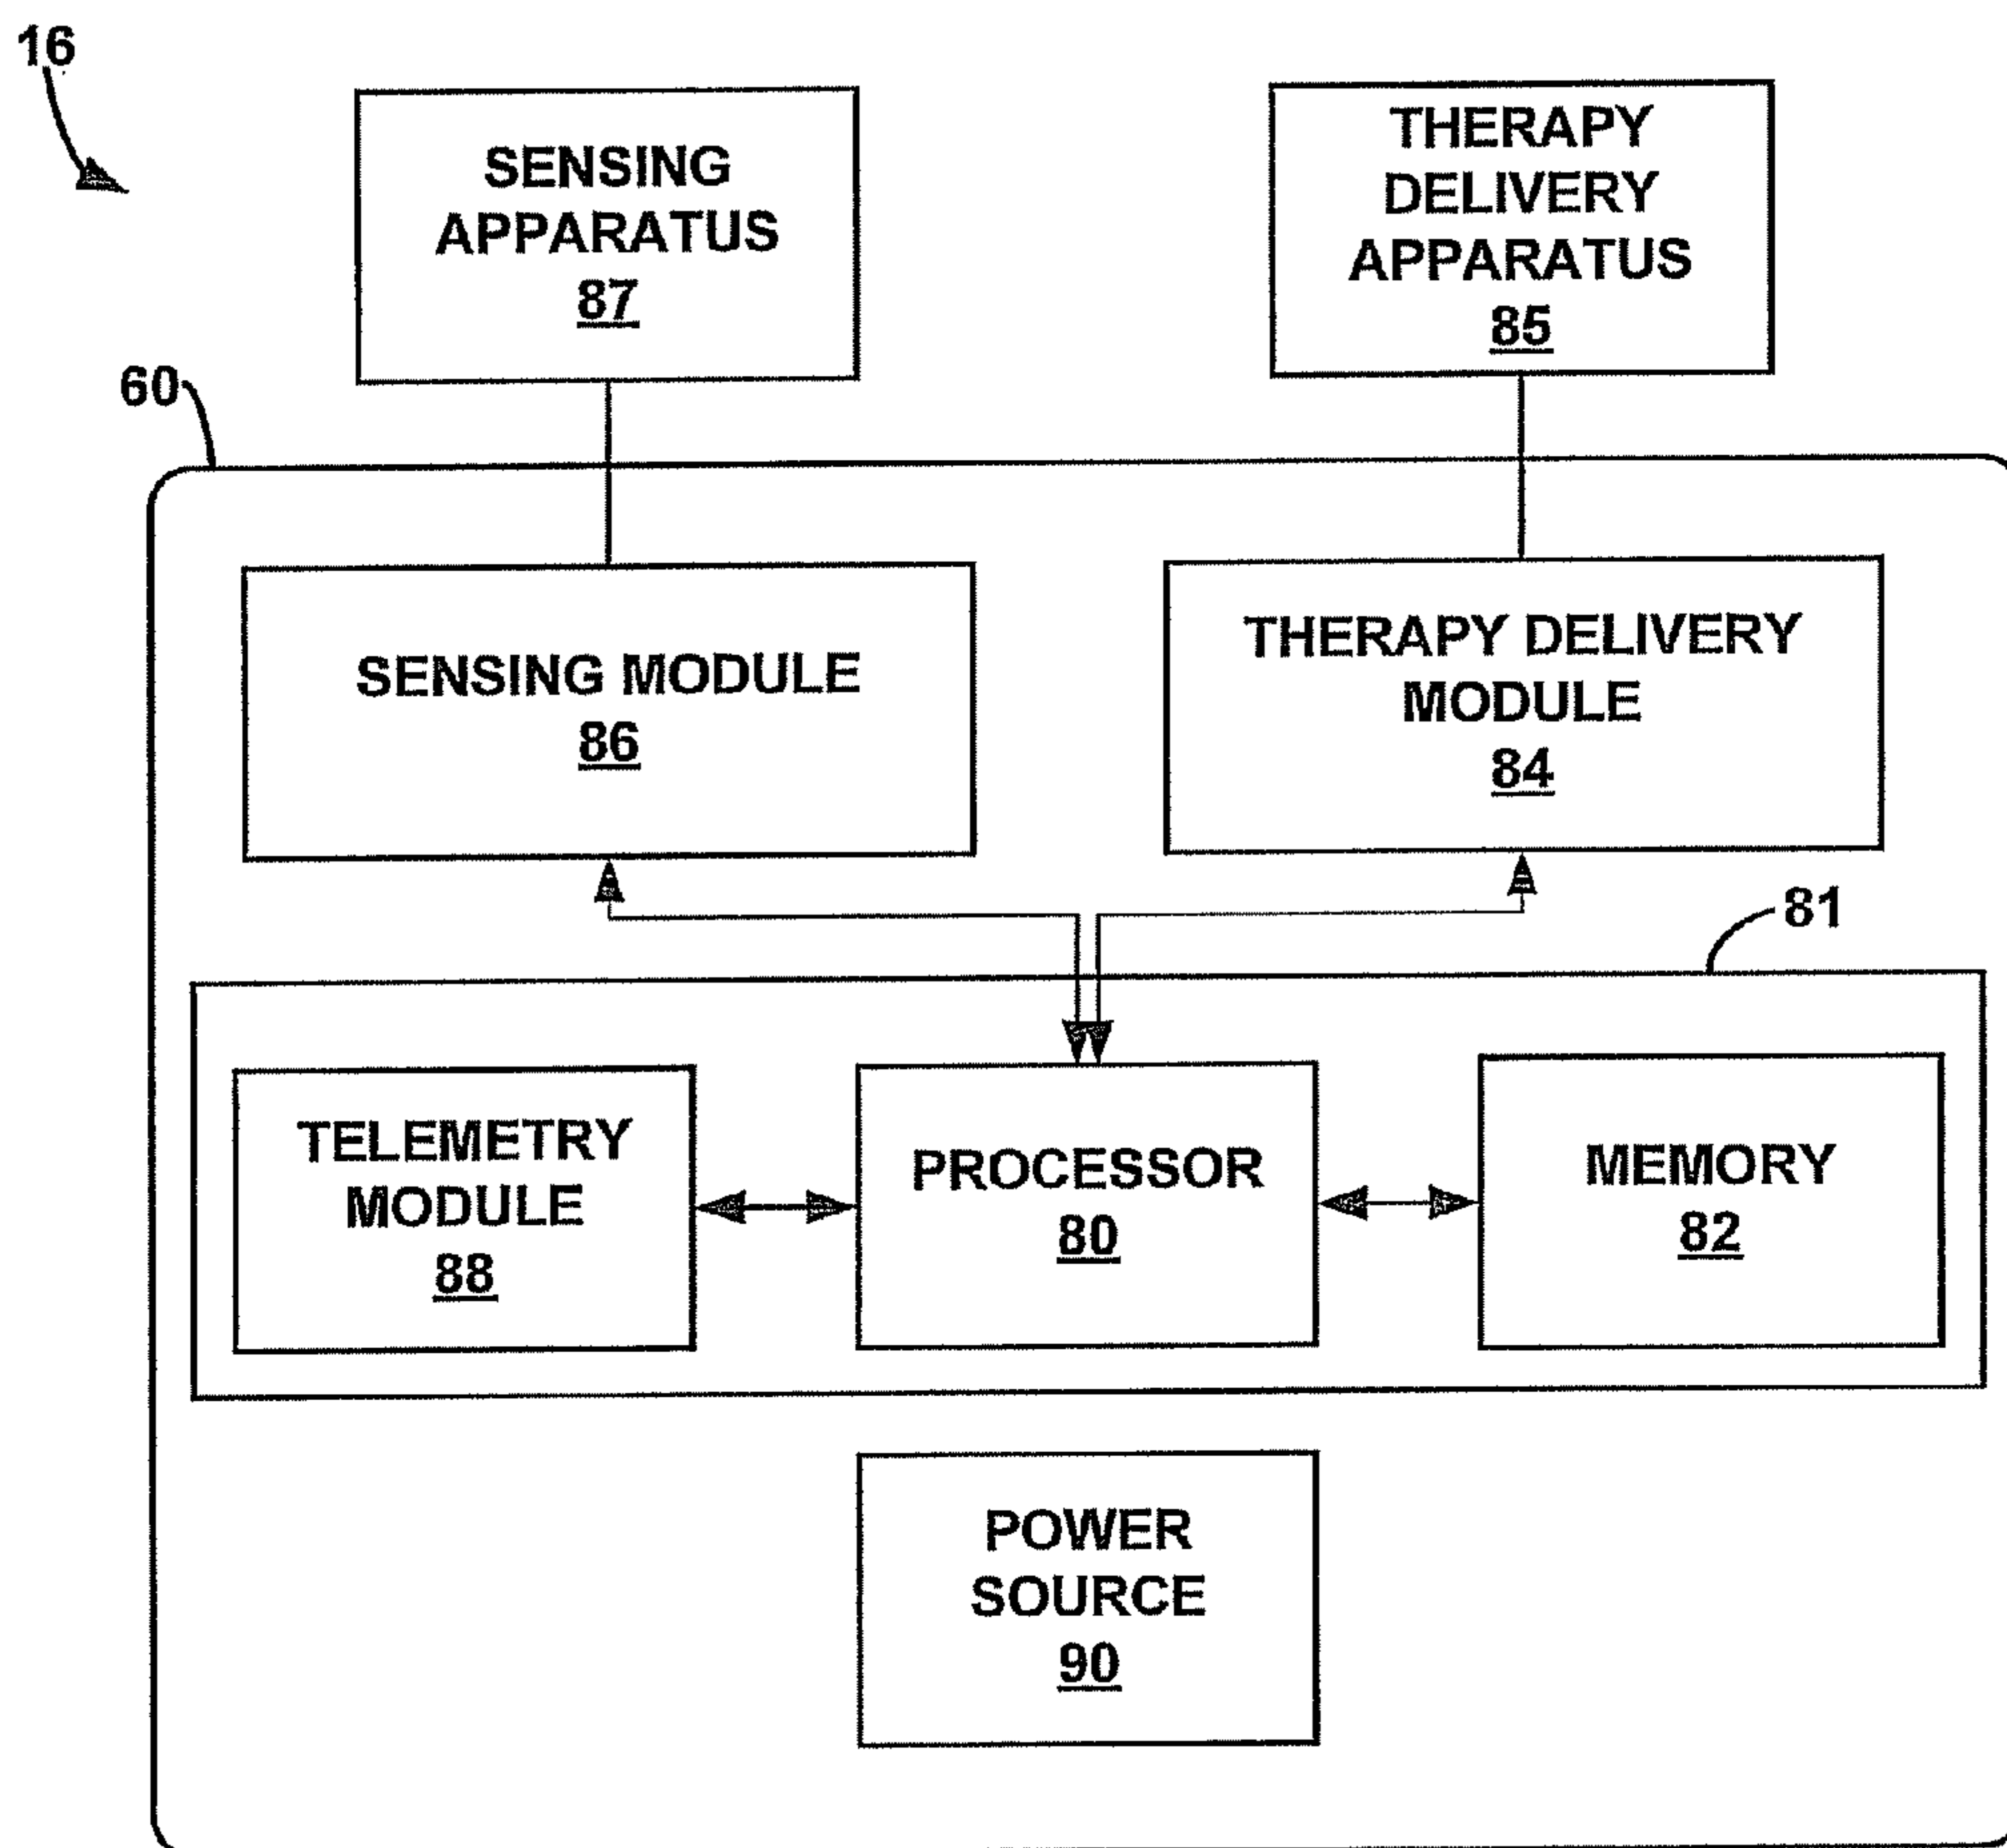 16
SENSING
APPARATUS
87
THERAPY
DELIVERY
APPARATUS
85
60
SENSING MODULE
86
THERAPY DELIVERY
MODULE
84
81
TELEMETRY
MODULE
88
PROCESSOR
80
MEMORY
82
POWER
SOURCE
90